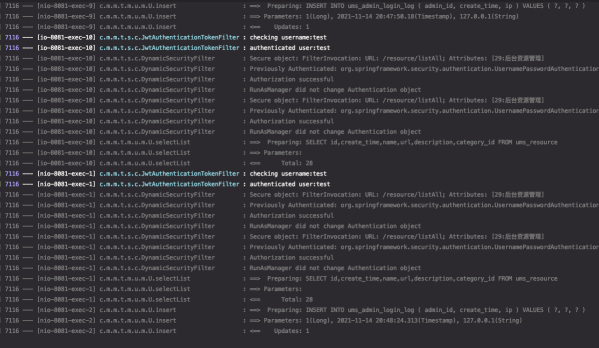 7116 --- [nio-8081-exec-9] c.m.m.t.m.u.m.U.insert : ==> Preparing: INSERT INTO ums_admin_login_log ( admin_id, create_time, ip ) VALUES ( ?, ?, ? )
7116 --- [nio-8081-exec-9] c.m.m.t.m.u.m.U.insert : ==> Parameters: 1(Long), 2021-11-14 20:47:50.18(Timestamp), 127.0.0.1(String)
7116 --- [nio-8081-exec-9] c.m.m.t.m.u.m.U.insert : <== Updates: 1
7116 --- [io-8081-exec-10] c.m.m.t.s.c.JwtAuthenticationTokenFilter : checking username:test
7116 --- [io-8081-exec-10] c.m.m.t.s.c.JwtAuthenticationTokenFilter : authenticated user:test
7116 --- [io-8081-exec-10] c.m.m.t.s.c.DynamicSecurityFilter : Secure object: FilterInvocation: URL: /resource/listAll; Attributes: [29:后台资源管理]
7116 --- [io-8081-exec-10] c.m.m.t.s.c.DynamicSecurityFilter : Previously Authenticated: org.springframework.security.authentication.UsernamePasswordAuthentication
7116 --- [io-8081-exec-10] c.m.m.t.s.c.DynamicSecurityFilter : Authorization successful
7116 --- [io-8081-exec-10] c.m.m.t.s.c.DynamicSecurityFilter : RunAsManager did not change Authentication object
7116 --- [io-8081-exec-10] c.m.m.t.s.c.DynamicSecurityFilter : Secure object: FilterInvocation: URL: /resource/listAll; Attributes: [29:后台资源管理]
7116 --- [io-8081-exec-10] c.m.m.t.s.c.DynamicSecurityFilter : Previously Authenticated: org.springframework.security.authentication.UsernamePasswordAuthentication
7116 --- [io-8081-exec-10] c.m.m.t.s.c.DynamicSecurityFilter : Authorization successful
7116 --- [io-8081-exec-10] c.m.m.t.s.c.DynamicSecurityFilter : RunAsManager did not change Authentication object
7116 --- [io-8081-exec-10] c.m.m.t.m.u.m.U.selectList : ==> Preparing: SELECT id,create_time,name,url,description,category_id FROM ums_resource
7116 --- [io-8081-exec-10] c.m.m.t.m.u.m.U.selectList : ==> Parameters:
7116 --- [io-8081-exec-10] c.m.m.t.m.u.m.U.selectList : <== Total: 28
7116 --- [nio-8081-exec-1] c.m.m.t.s.c.JwtAuthenticationTokenFilter : checking username:test
7116 --- [nio-8081-exec-1] c.m.m.t.s.c.JwtAuthenticationTokenFilter : authenticated user:test
7116 --- [nio-8081-exec-1] c.m.m.t.s.c.DynamicSecurityFilter : Secure object: FilterInvocation: URL: /resource/listAll; Attributes: [29:后台资源管理]
7116 --- [nio-8081-exec-1] c.m.m.t.s.c.DynamicSecurityFilter : Previously Authenticated: org.springframework.security.authentication.UsernamePasswordAuthentication
7116 --- [nio-8081-exec-1] c.m.m.t.s.c.DynamicSecurityFilter : Authorization successful
7116 --- [nio-8081-exec-1] c.m.m.t.s.c.DynamicSecurityFilter : RunAsManager did not change Authentication object
7116 --- [nio-8081-exec-1] c.m.m.t.s.c.DynamicSecurityFilter : Secure object: FilterInvocation: URL: /resource/listAll; Attributes: [29:后台资源管理]
7116 --- [nio-8081-exec-1] c.m.m.t.s.c.DynamicSecurityFilter : Previously Authenticated: org.springframework.security.authentication.UsernamePasswordAuthentication
7116 --- [nio-8081-exec-1] c.m.m.t.s.c.DynamicSecurityFilter : Authorization successful
7116 --- [nio-8081-exec-1] c.m.m.t.s.c.DynamicSecurityFilter : RunAsManager did not change Authentication object
7116 --- [nio-8081-exec-1] c.m.m.t.m.u.m.U.selectList : ==> Preparing: SELECT id,create_time,name,url,description,category_id FROM ums_resource
7116 --- [nio-8081-exec-1] c.m.m.t.m.u.m.U.selectList : ==> Parameters:
7116 --- [nio-8081-exec-1] c.m.m.t.m.u.m.U.selectList : <== Total: 28
7116 --- [nio-8081-exec-2] c.m.m.t.m.u.m.U.insert : ==> Preparing: INSERT INTO ums_admin_login_log ( admin_id, create_time, ip ) VALUES ( ?, ?, ? )
7116 --- [nio-8081-exec-2] c.m.m.t.m.u.m.U.insert : ==> Parameters: 1(Long), 2021-11-14 20:48:24.313(Timestamp), 127.0.0.1(String)
7116 --- [nio-8081-exec-2] c.m.m.t.m.u.m.U.insert : <== Updates: 1